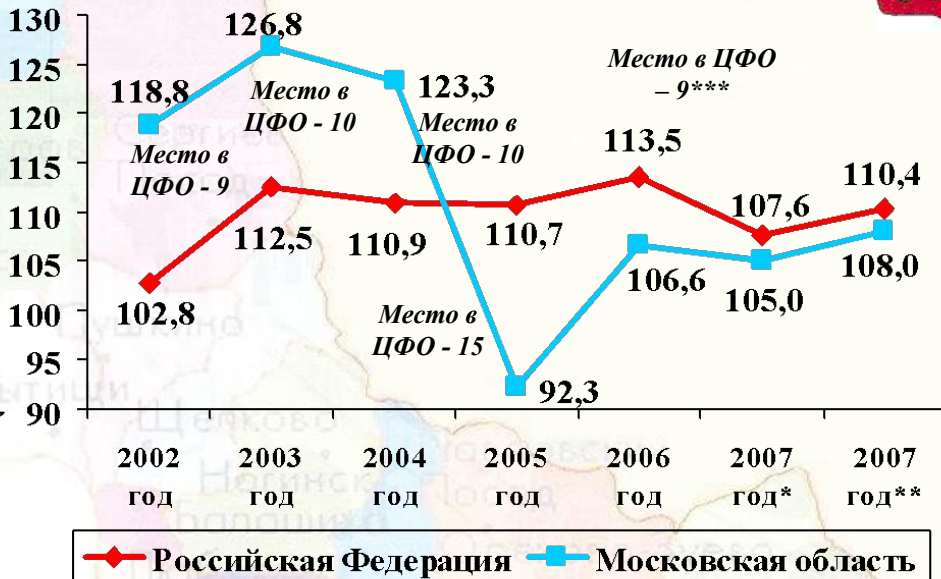 130
125
120
115
110
105
100
95
90
126,8
118,8
123,3
Место в
ЦФО - 9
Место в
ЦФО - 10
Место в
ЦФО - 10
Место в ЦФО
– 9***
113,5
107,6
110,4
102,8
112,5
110,9
110,7
106,6
105,0
108,0
Место в
ЦФО - 15
92,3
2002
год
2003
год
2004
год
2005
год
2006
год
2007
год*
2007
год**
Российская Федерация
Московская область
Пушкино
Щелково